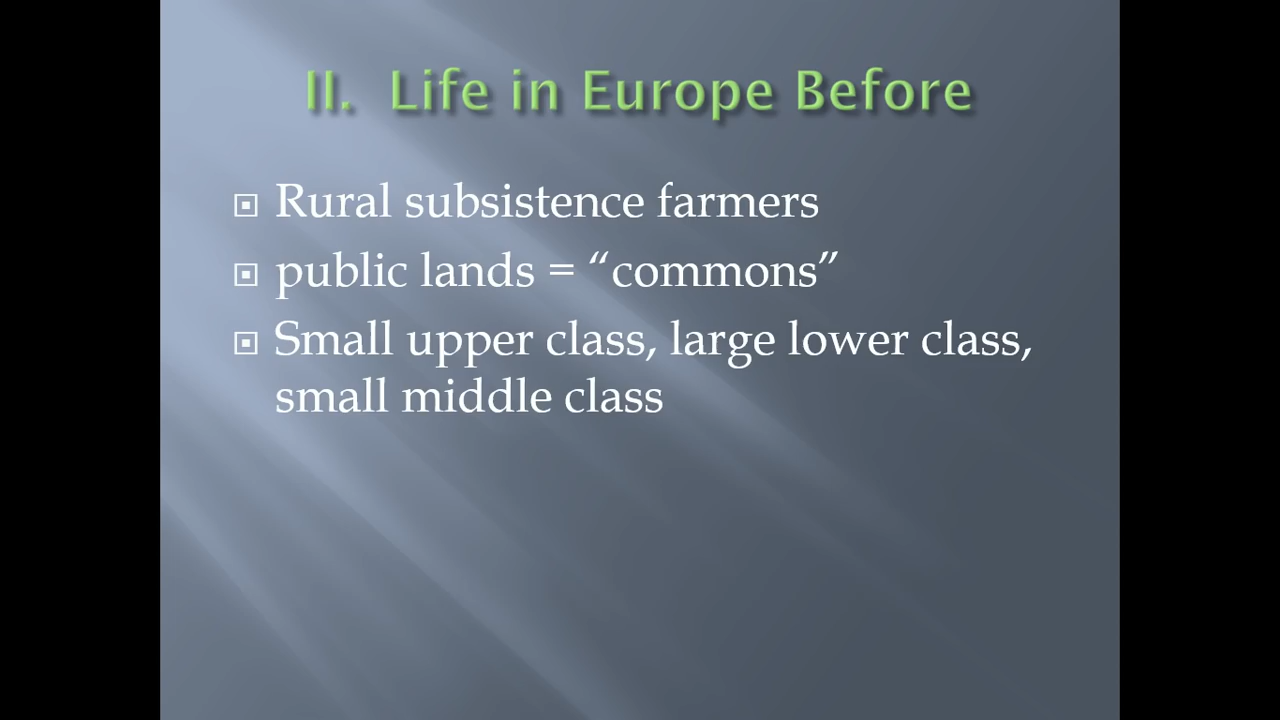 II. Life in Europe Before
Rural subsistence farmers
public lands = “commons”
Small upper class, large lower class,
small middle class